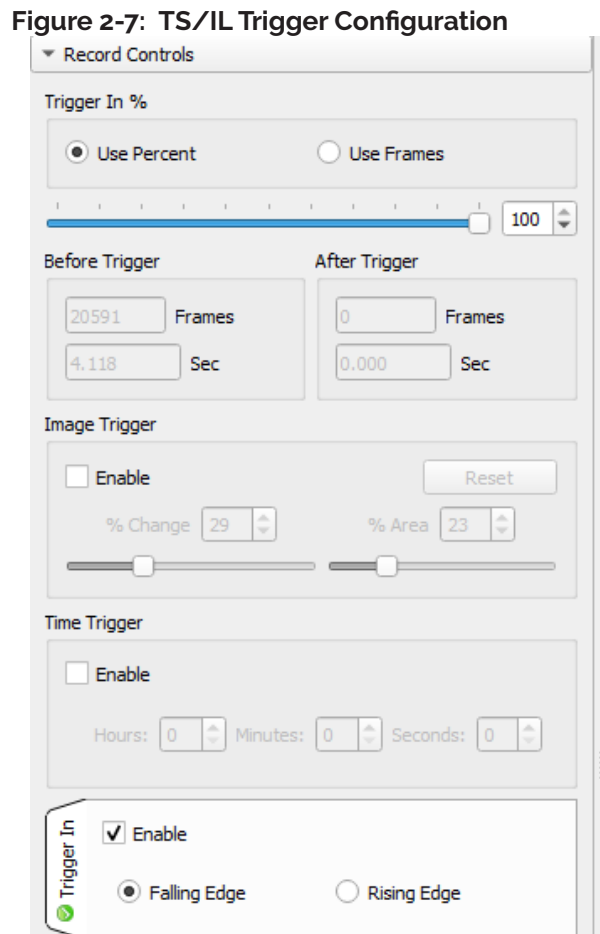 Figure 2-7: TS/IL Trigger Configuration
Record Controls
Trigger In %
Use Percent Use Frames
100
Before Trigger After Trigger
20591 Frames 0 Frames
4.118 Sec 0.000 Sec
Image Trigger
Enable Reset
% Change 29 % Area 23
Time Trigger
Enable
Hours: 0 Minutes: 0 Seconds: 0
Trigger In
Enable
Falling Edge Rising Edge